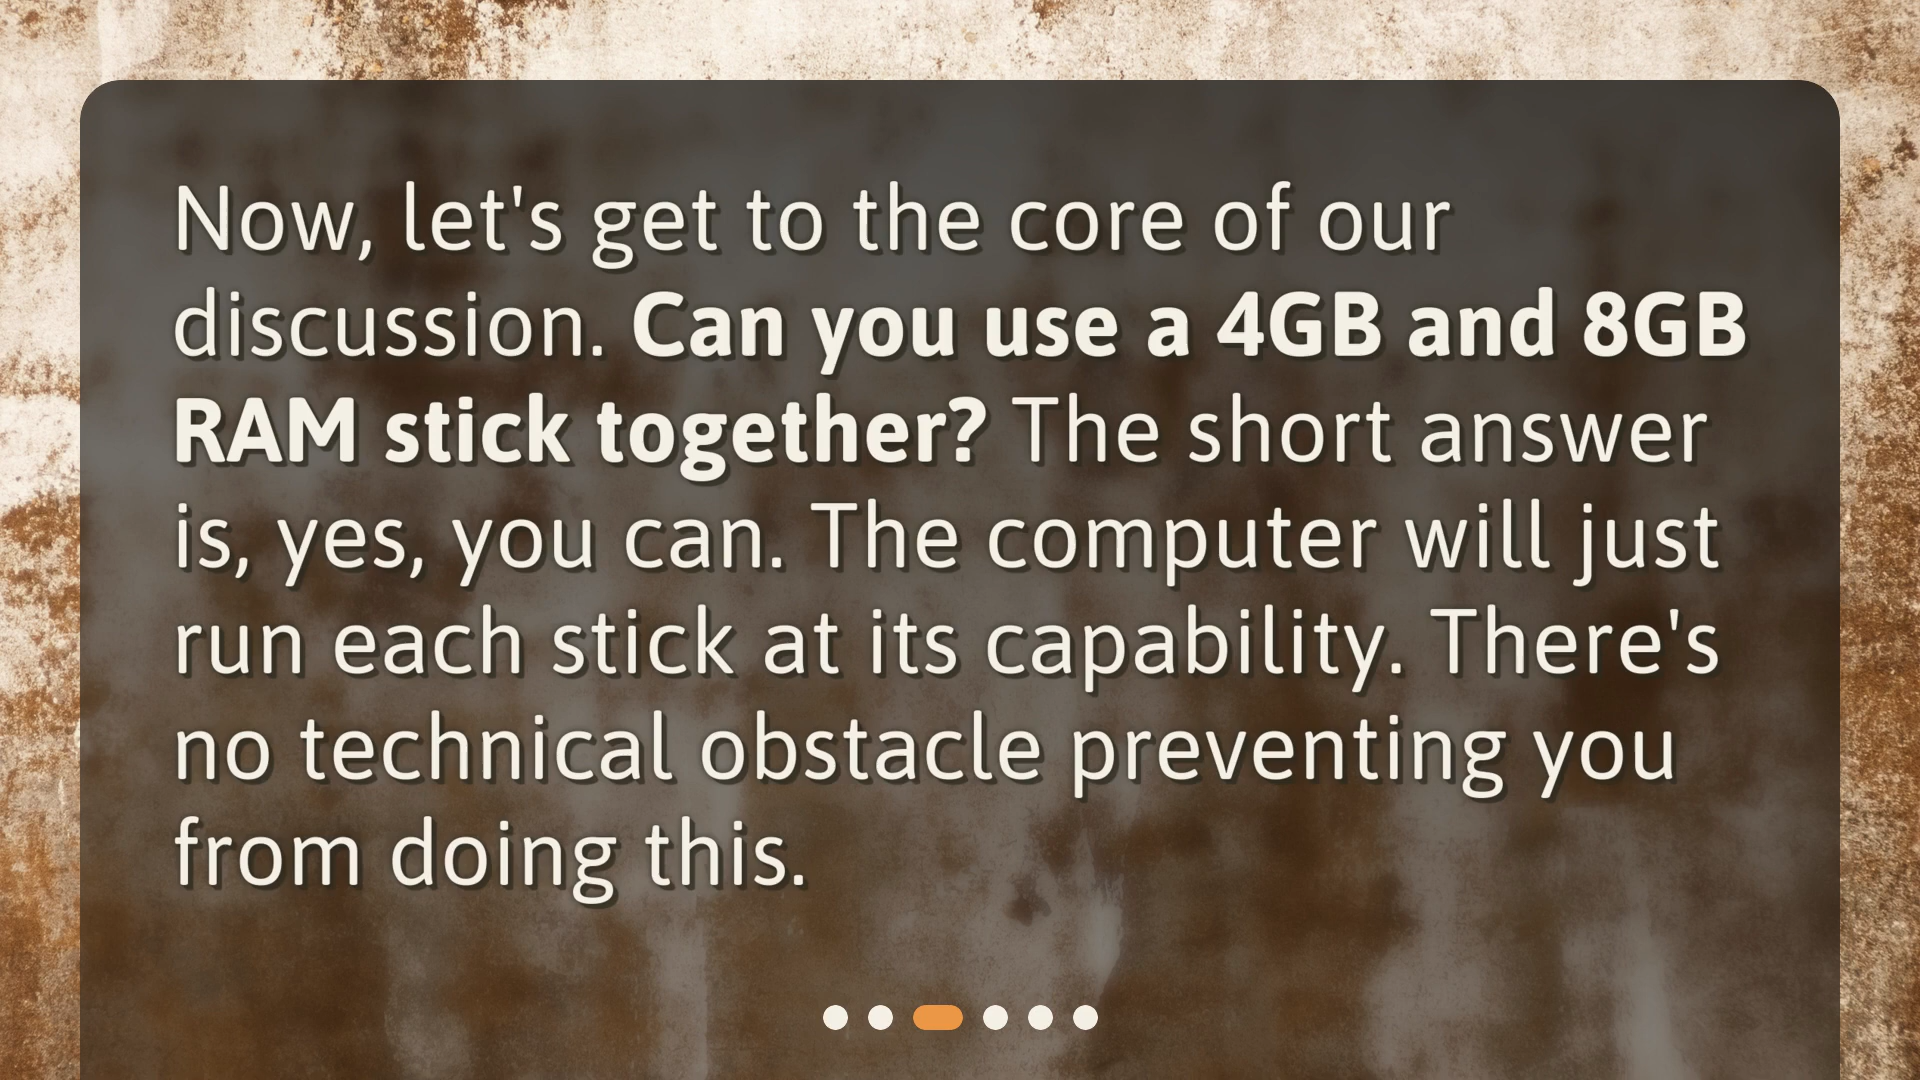 Now, let's get to the core of our
discussion. Can you use a 4GB and 8GB
RAM stick together? The short answer
is, yes, you can. The computer will just
run each stick at its capability. There's
no technical obstacle preventing you
from doing this.